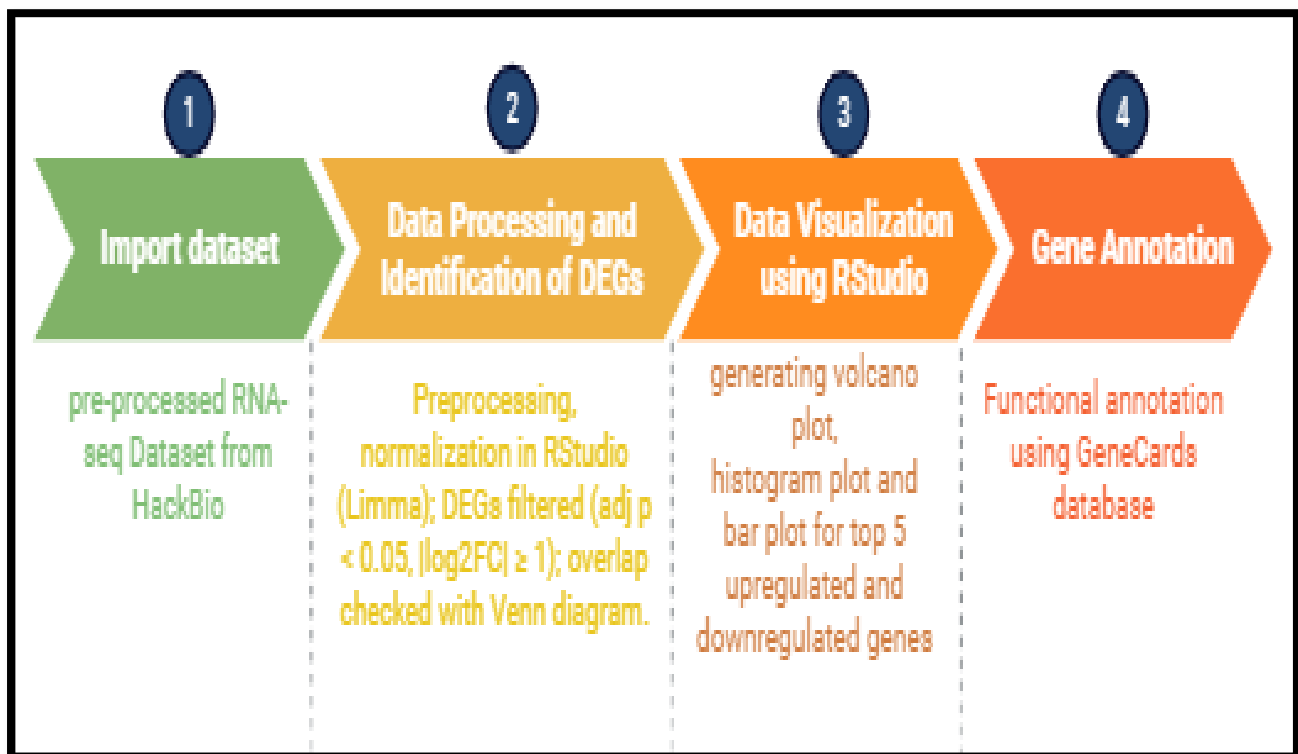 1
Import dataset
pre-processed RNA-
seq Dataset from
HackBio
2
Data Processing and
Identification of DEGs
Preprocessing,
normalization in RStudio
(Limma); DEGs filtered (adj p
< 0.05, |log2FC| ≥ 1); overlap
checked with Venn diagram.
3
Data Visualization
using RStudio
generating volcano
plot,
histogram plot and
bar plot for top 5
upregulated and
downregulated genes
4
Gene Annotation
Functional annotation
using GeneCards
database